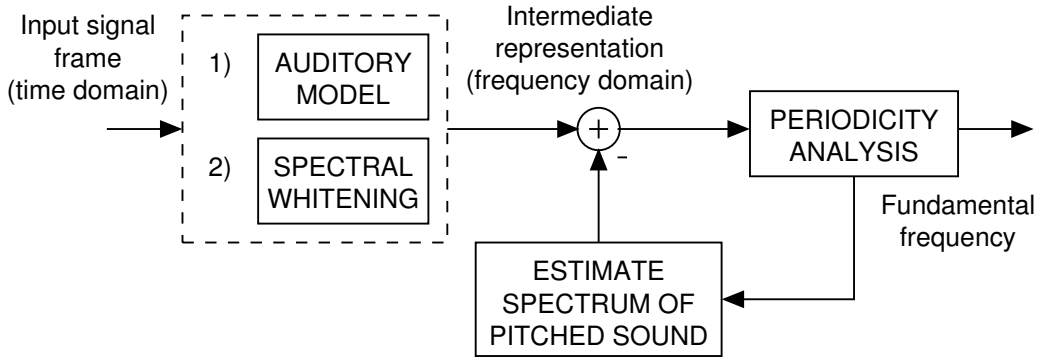 Input signal
frame
(time domain)
1)
AUDITORY
MODEL
2)
SPECTRAL
WHITENING
Intermediate
representation
(frequency domain)
+
-
PERIODICITY
ANALYSIS
Fundamental
frequency
ESTIMATE
SPECTRUM OF
PITCHED SOUND